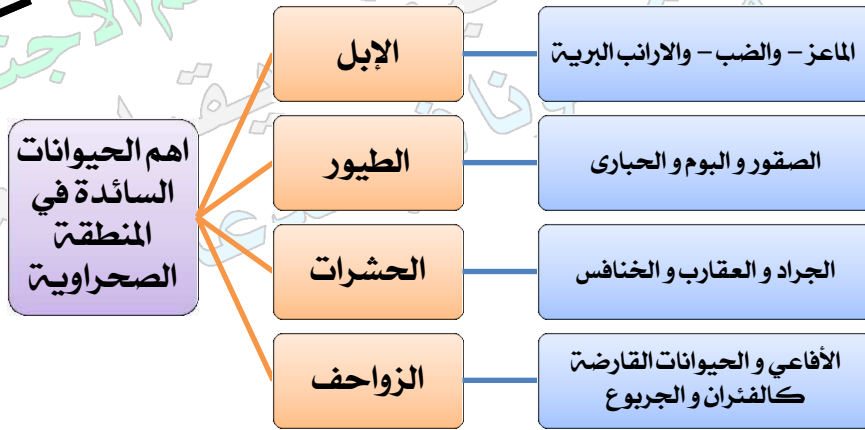 اهم الحيوانات
السائدة في
المنطقة
الصحراوية
الإبل
الماعز – والضب – والارانب البرية
الطيور
الصقور و البوم و الحبارى
الحشرات
الجراد و العقارب و الخنافس
الزواحف
الأفاعي و الحيوانات القارضة
كالفئران و الجربوع